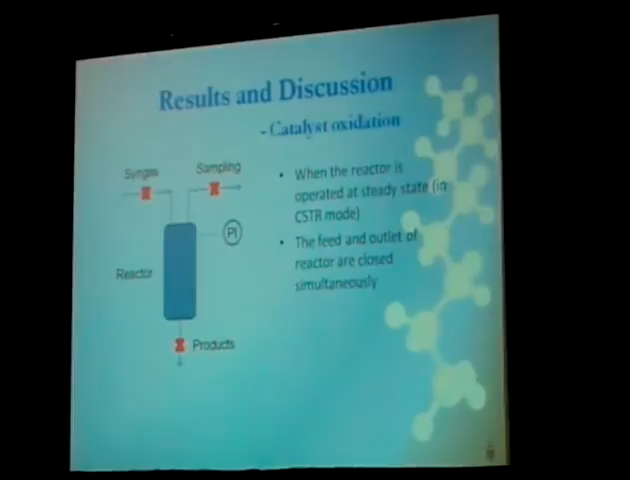 Results and Discussion
- Catalyst oxidation
Syngas
Sampling
PI
Reactor
Products
• When the reactor is
operated at steady state (in
CSTR mode)
• The feed and outlet of
reactor are closed
simultaneously